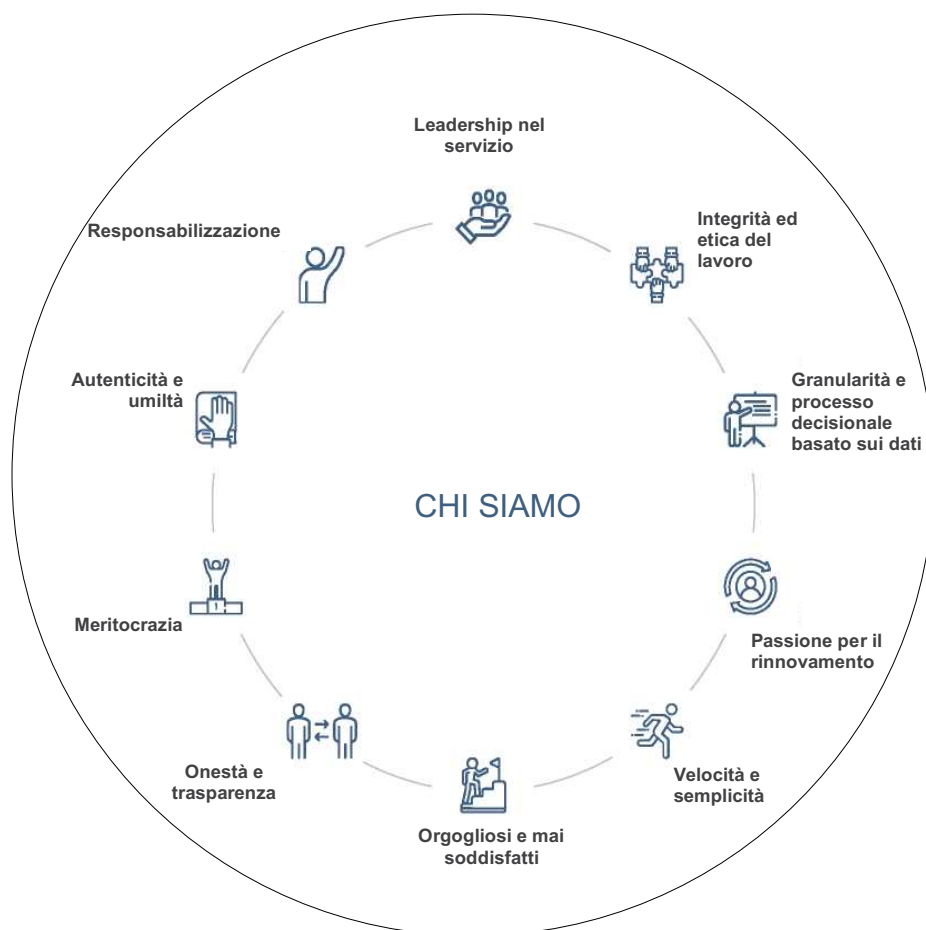 Leadership nel
servizio
Integrità ed
etica del
lavoro
Granularità e
processo
decisionale
basato sui dati
Passione per il
rinnovamento
Velocità e
semplicità
Orgogliosi e mai
soddisfatti
Onestà e
trasparenza
Meritocrazia
Autenticità e
umiltà
Responsabilizzazione
CHI SIAMO